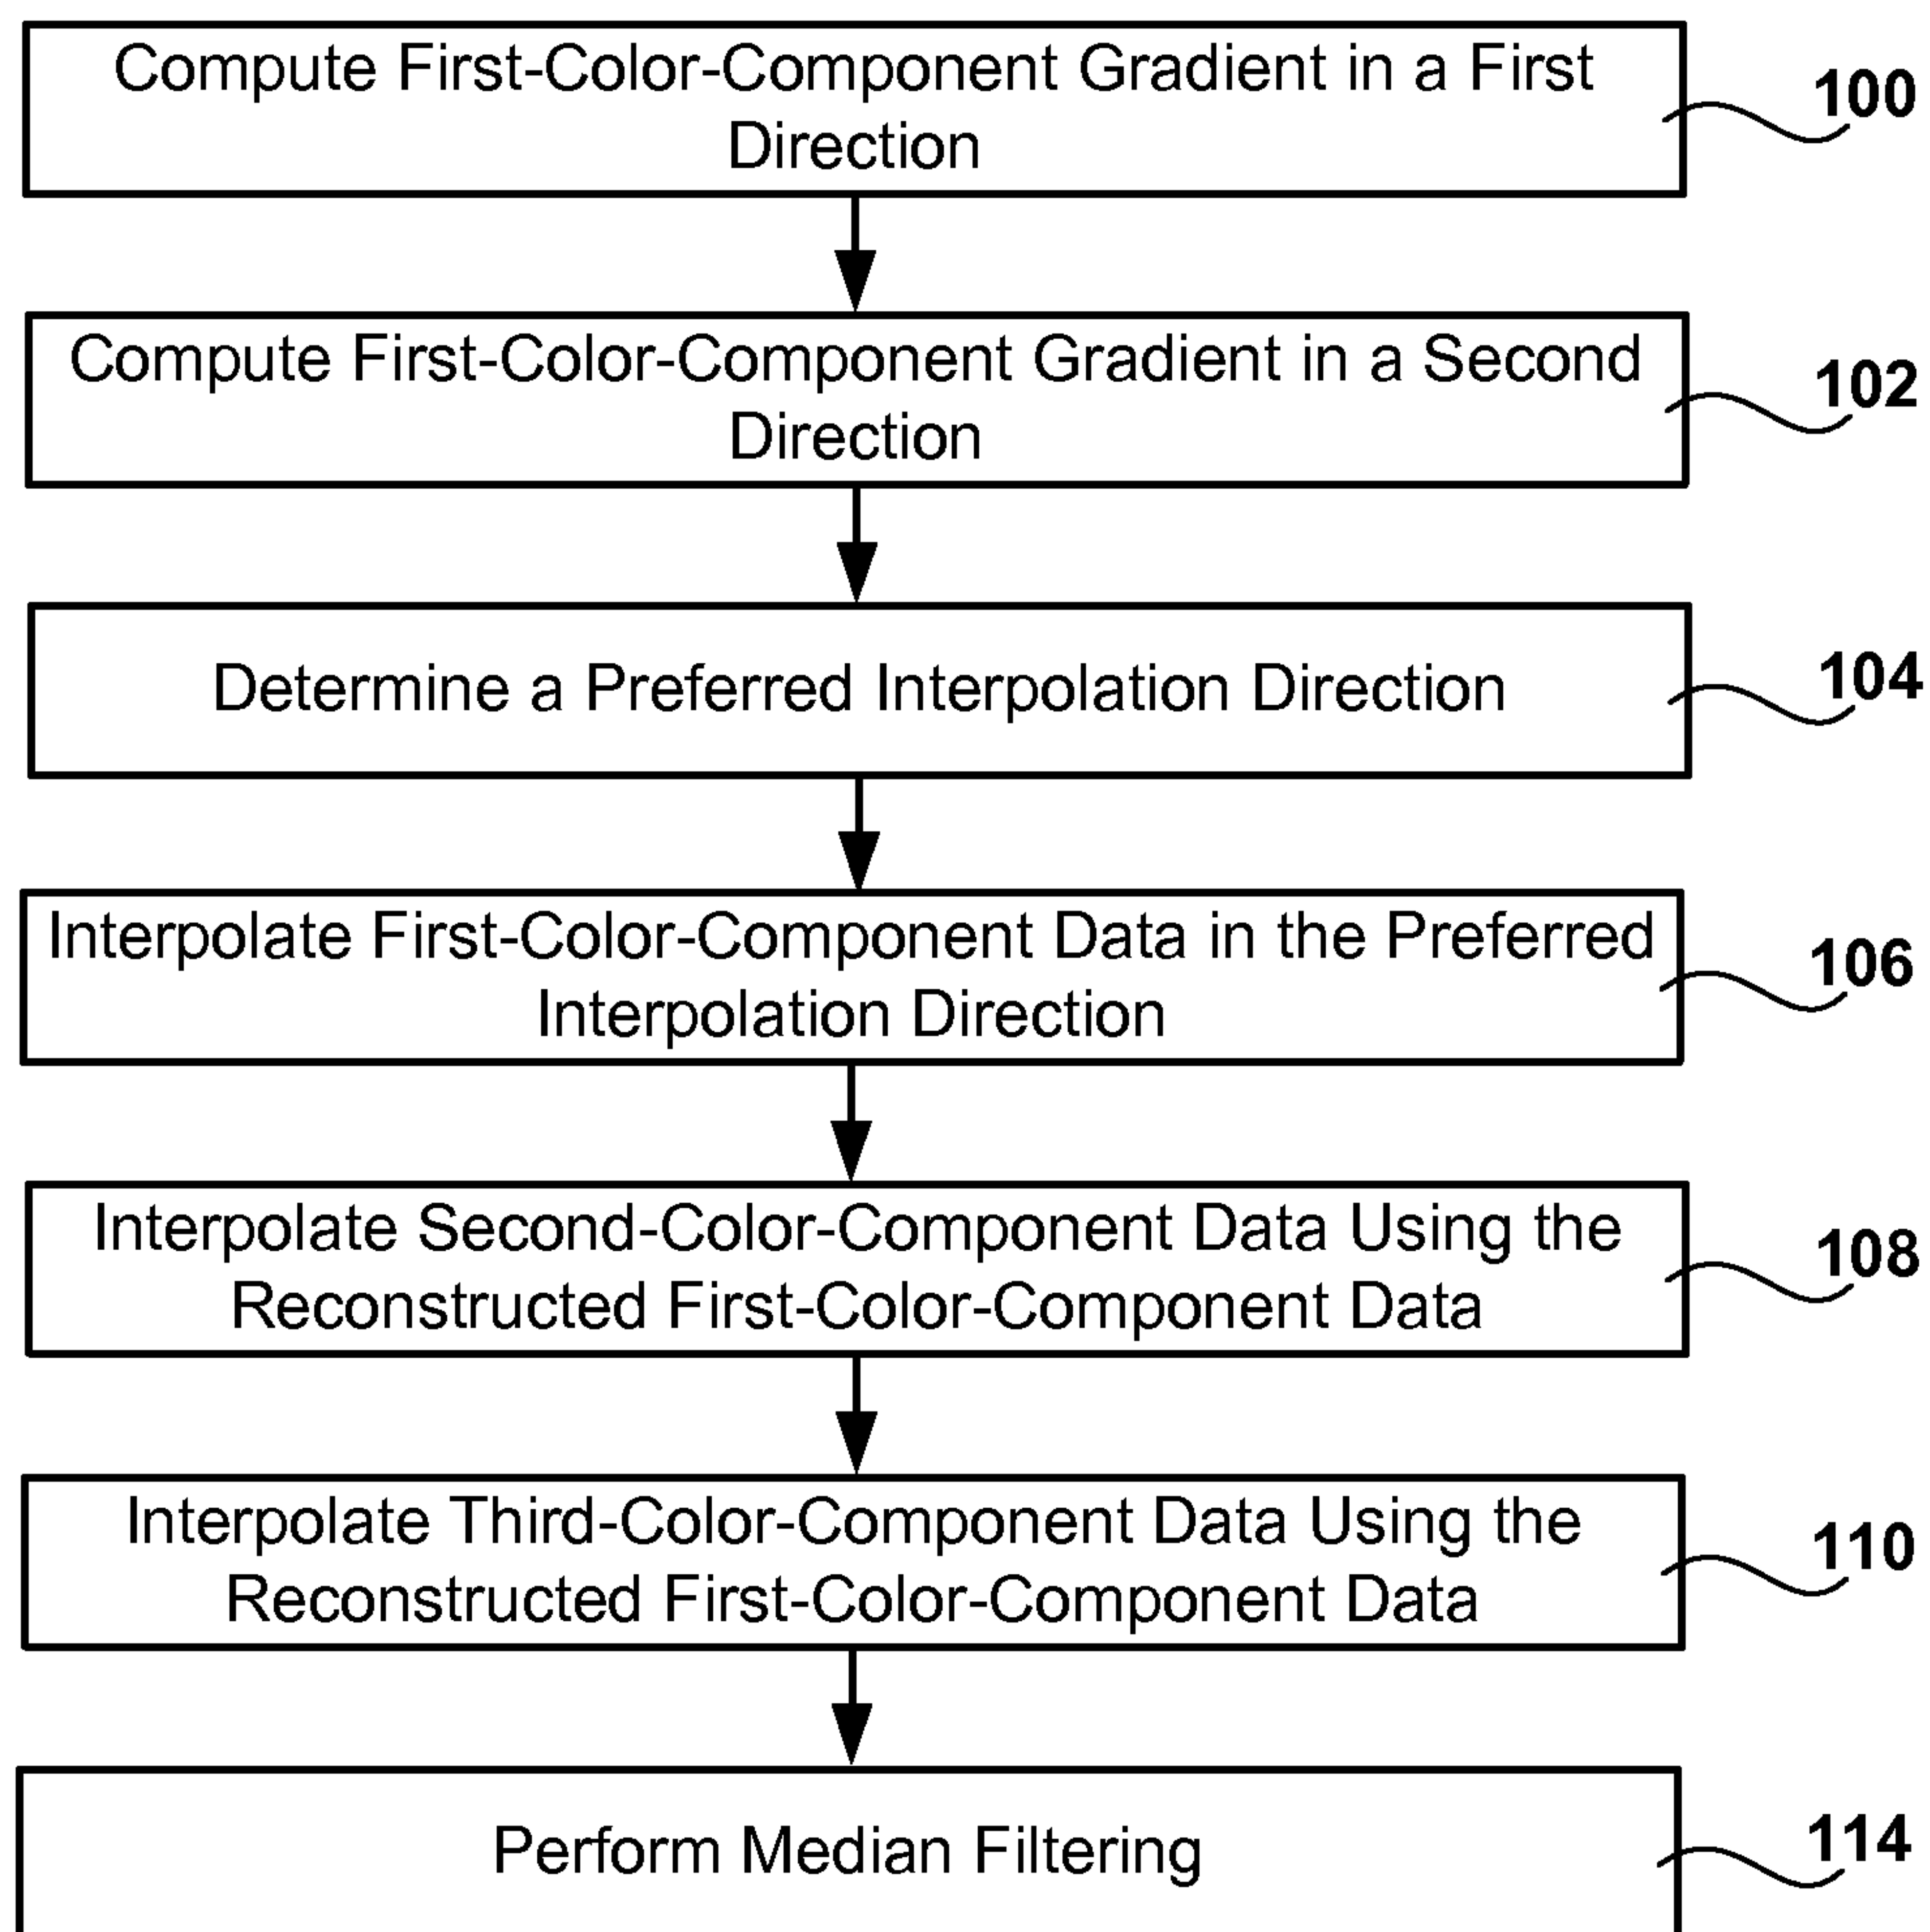 Compute First-Color-Component Gradient in a First
Direction
100
Compute First-Color-Component Gradient in a Second
Direction
102
Determine a Preferred Interpolation Direction
104
Interpolate First-Color-Component Data in the Preferred
Interpolation Direction
106
Interpolate Second-Color-Component Data Using the
Reconstructed First-Color-Component Data
108
Interpolate Third-Color-Component Data Using the
Reconstructed First-Color-Component Data
110
Perform Median Filtering
114